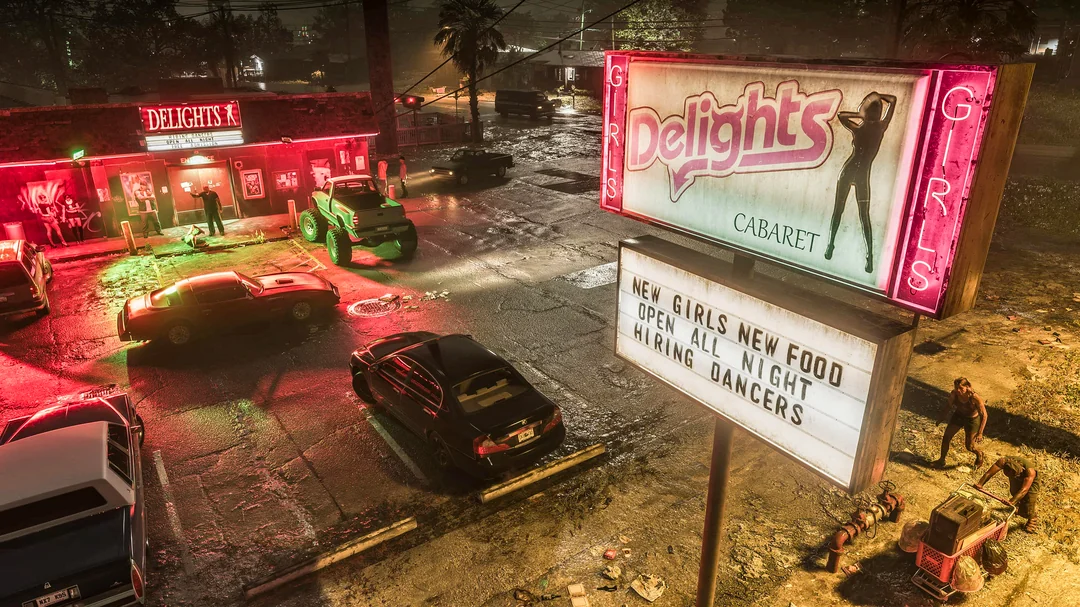 DELIGHTS
OPEN ALL NIGHT
GIRLS
Delights
CABARET
GIRLS
NEW GIRLS NEW FOOD
OPEN ALL NIGHT
HIRING DANCERS